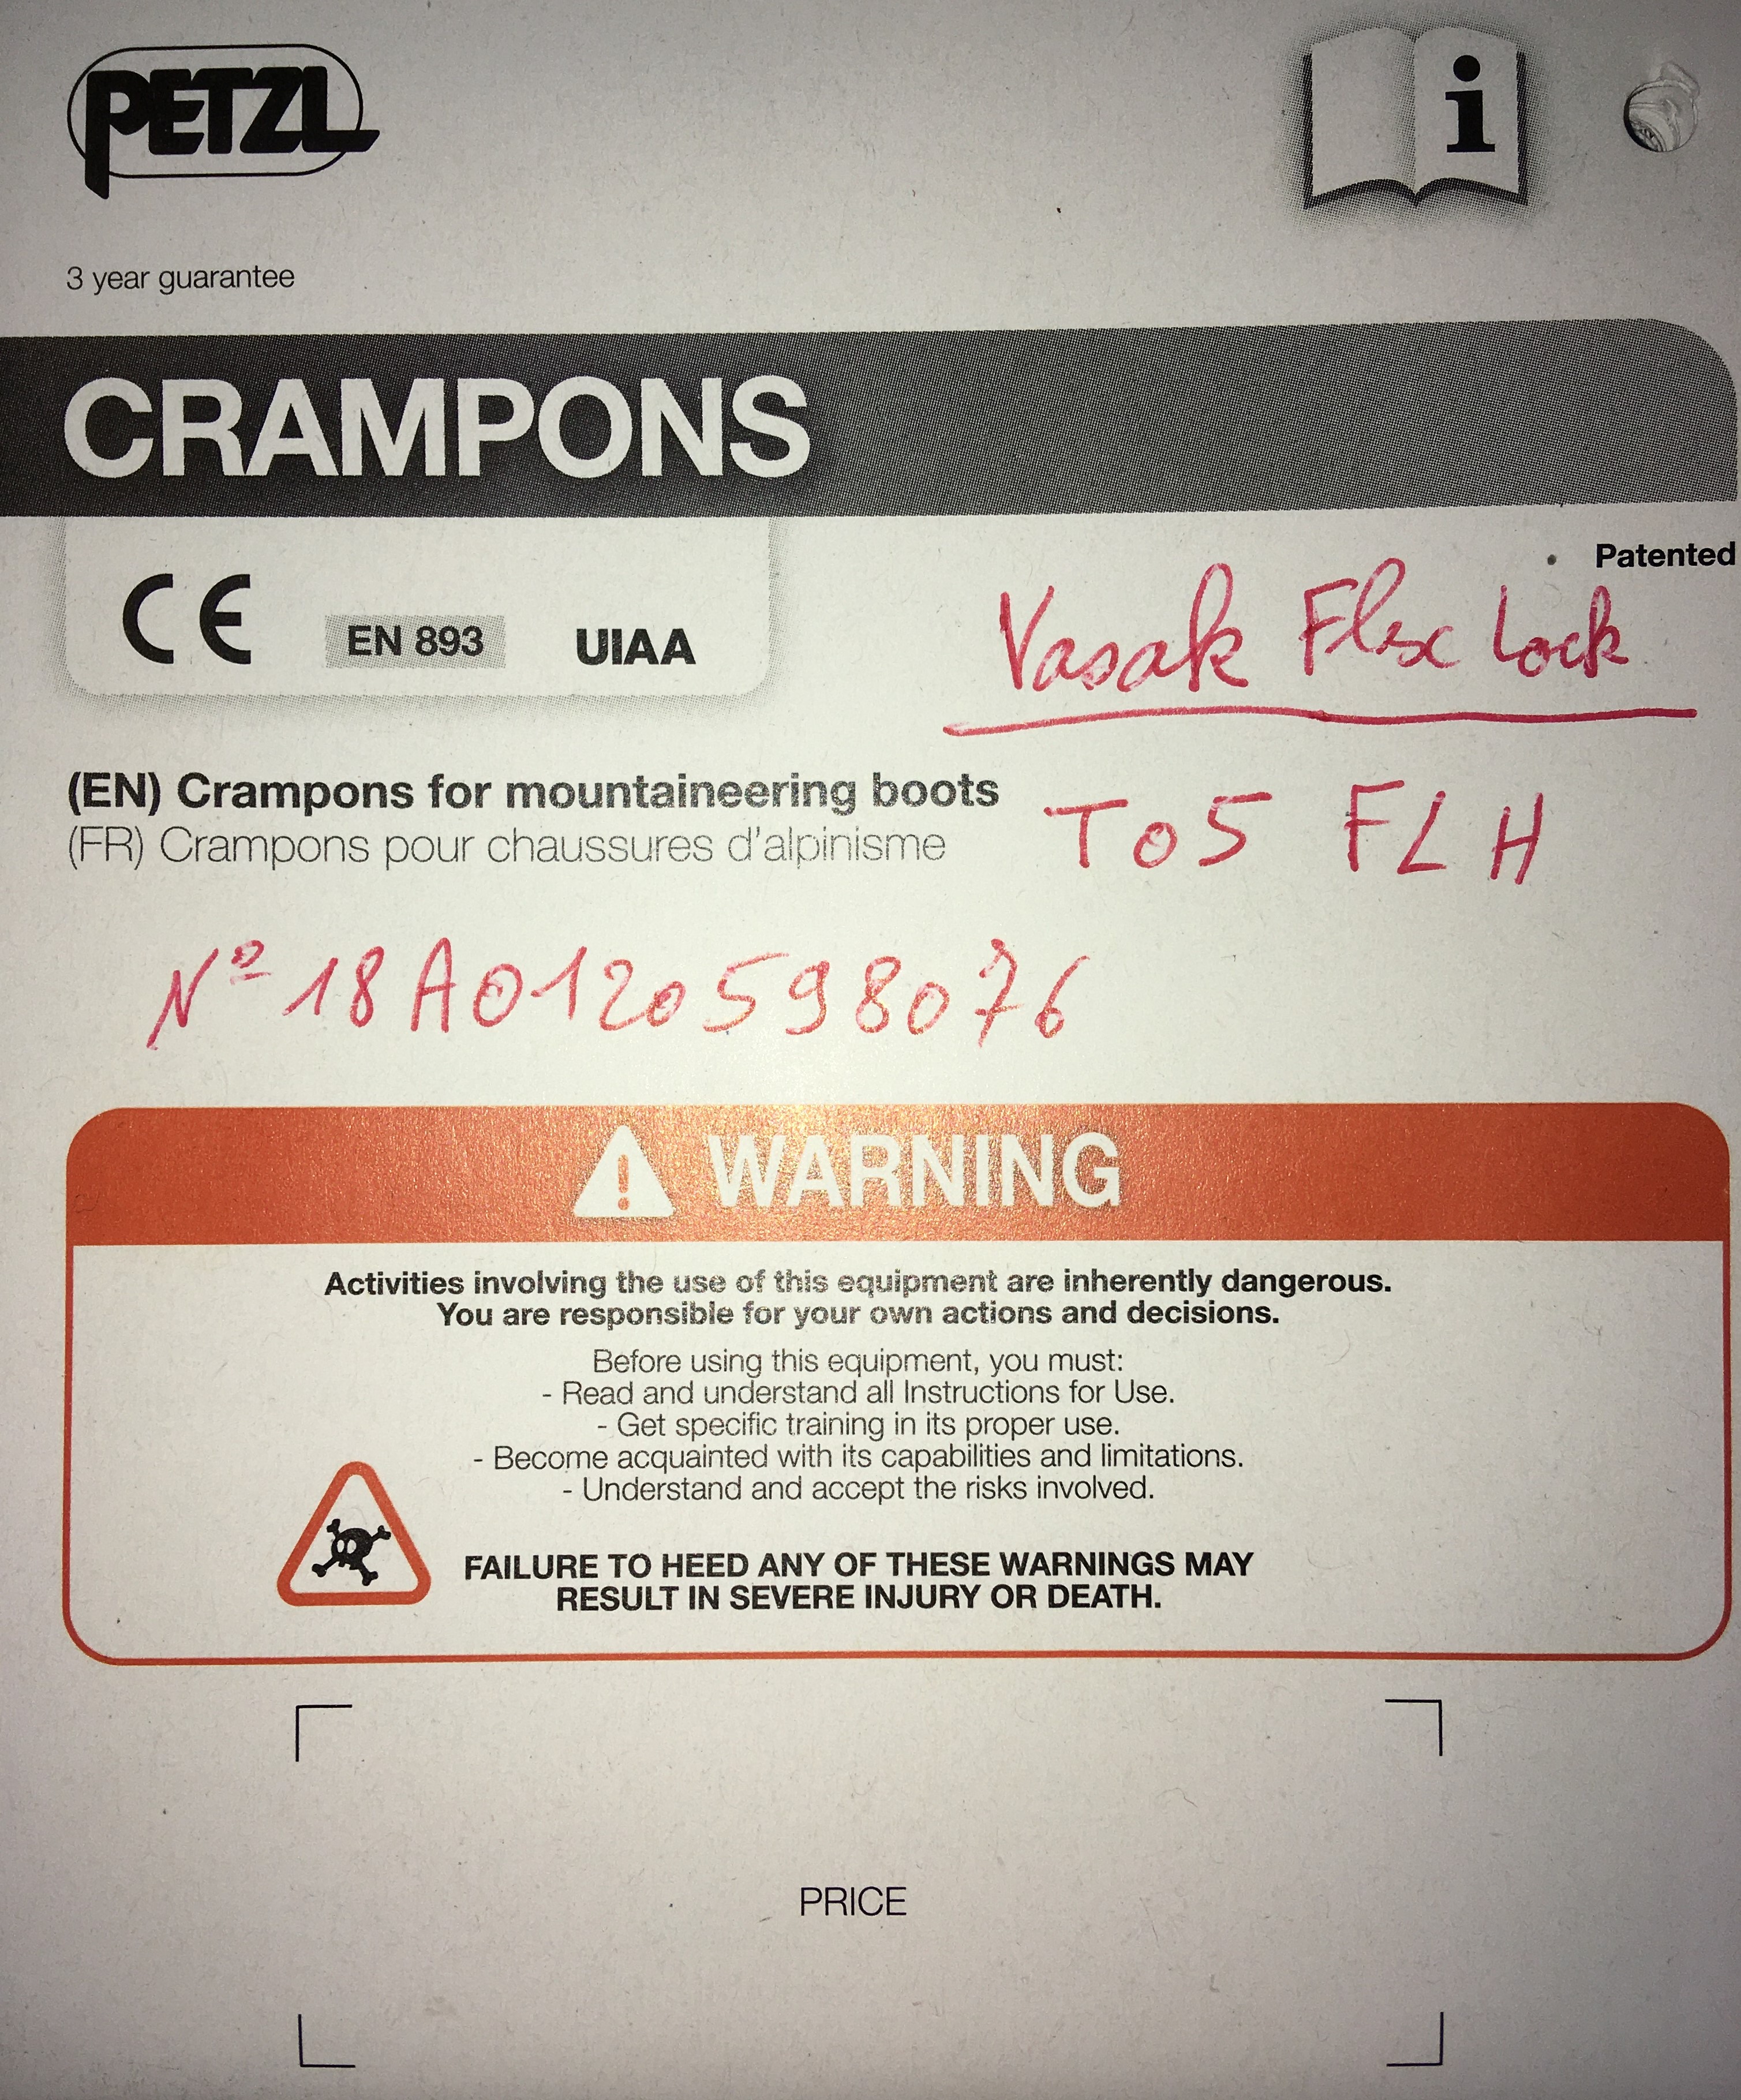 PETZL
i
3 year guarantee
CRAMPONS
Patented
CE EN 893 UIAA
Vasak Flex Lock
(EN) Crampons for mountaineering boots
(FR) Crampons pour chaussures d'alpinisme
T05 FLH
Nº 18A0120598076
! WARNING
Activities involving the use of this equipment are inherently dangerous.
You are responsible for your own actions and decisions.
Before using this equipment, you must:
- Read and understand all Instructions for Use.
- Get specific training in its proper use.
- Become acquainted with its capabilities and limitations.
- Understand and accept the risks involved.
FAILURE TO HEED ANY OF THESE WARNINGS MAY
RESULT IN SEVERE INJURY OR DEATH.
PRICE